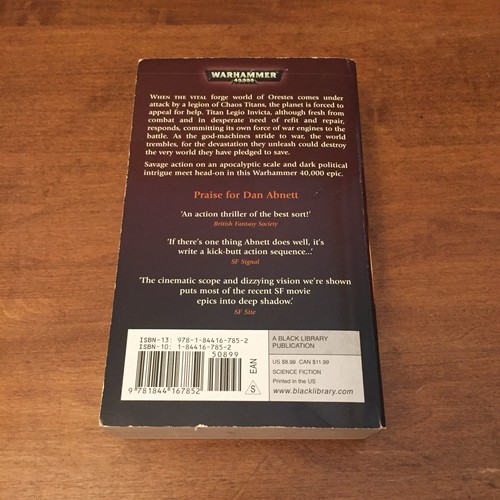 WARHAMMER
40,000
WHEN THE VITAL forge world of Orestes comes under
attack by a legion of Chaos Titans, the planet is forced to
appeal for help. Titan Legio Invicta, although fresh from
combat and in desperate need of refit and repair,
responds, committing its own force of war engines to the
battle. As the god-machines stride to war, the world
trembles, for the devastation they unleash could destroy
the very world they have pledged to save.
Savage action on an apocalyptic scale and dark political
intrigue meet head-on in this Warhammer 40,000 epic.
Praise for Dan Abnett
'An action thriller of the best sort!'
British Fantasy Society
'If there's one thing Abnett does well, it's
write a kick-butt action sequence...'
SF Signal
'The cinematic scope and dizzying vision we're shown
puts most of the recent SF movie
epics into deep shadow.'
SF Site
ISBN-13: 978-1-84416-785-2
ISBN-10: 1-84416-785-2
50899
9 781844 167852
EAN
S
A BLACK LIBRARY
PUBLICATION
US $8.99 CAN $11.99
SCIENCE FICTION
Printed in the US
www.blacklibrary.com